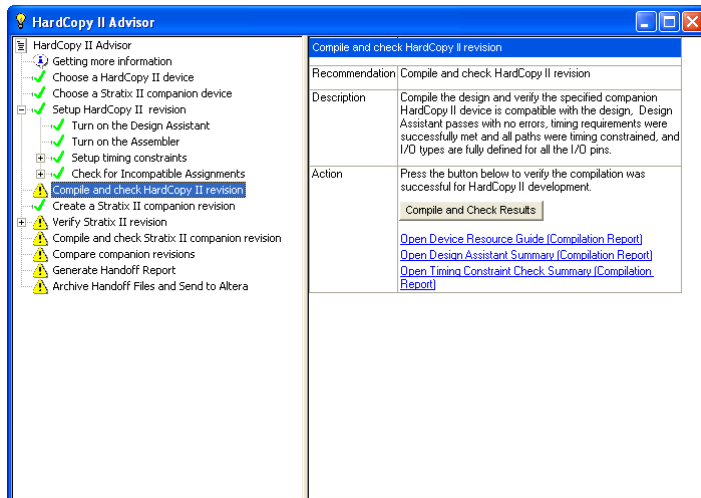 HardCopy II Advisor
HardCopy II Advisor
Getting more information
Choose a HardCopy II device
Choose a Stratix II companion device
Setup HardCopy II revision
Turn on the Design Assistant
Turn on the Assembler
Setup timing constraints
Check for Incompatible Assignments
Compile and check HardCopy II revision
Create a Stratix II companion revision
Verify Stratix II revision
Compile and check Stratix II companion revision
Compare companion revisions
Generate Handoff Report
Archive Handoff Files and Send to Altera
Compile and check HardCopy II revision
Recommendation Compile and check HardCopy II revision
Description Compile the design and verify the specified companion
HardCopy II device is compatible with the design, Design
Assistant passes with no errors, timing requirements were
successfully met and all paths were timing constrained, and
I/O types are fully defined for all the I/O pins.
Action Press the button below to verify the compilation was
successful for HardCopy II development.
Compile and Check Results
Open Device Resource Guide (Compilation Report)
Open Design Assistant Summary (Compilation Report)
Open Timing Constraint Check Summary (Compilation
Report)